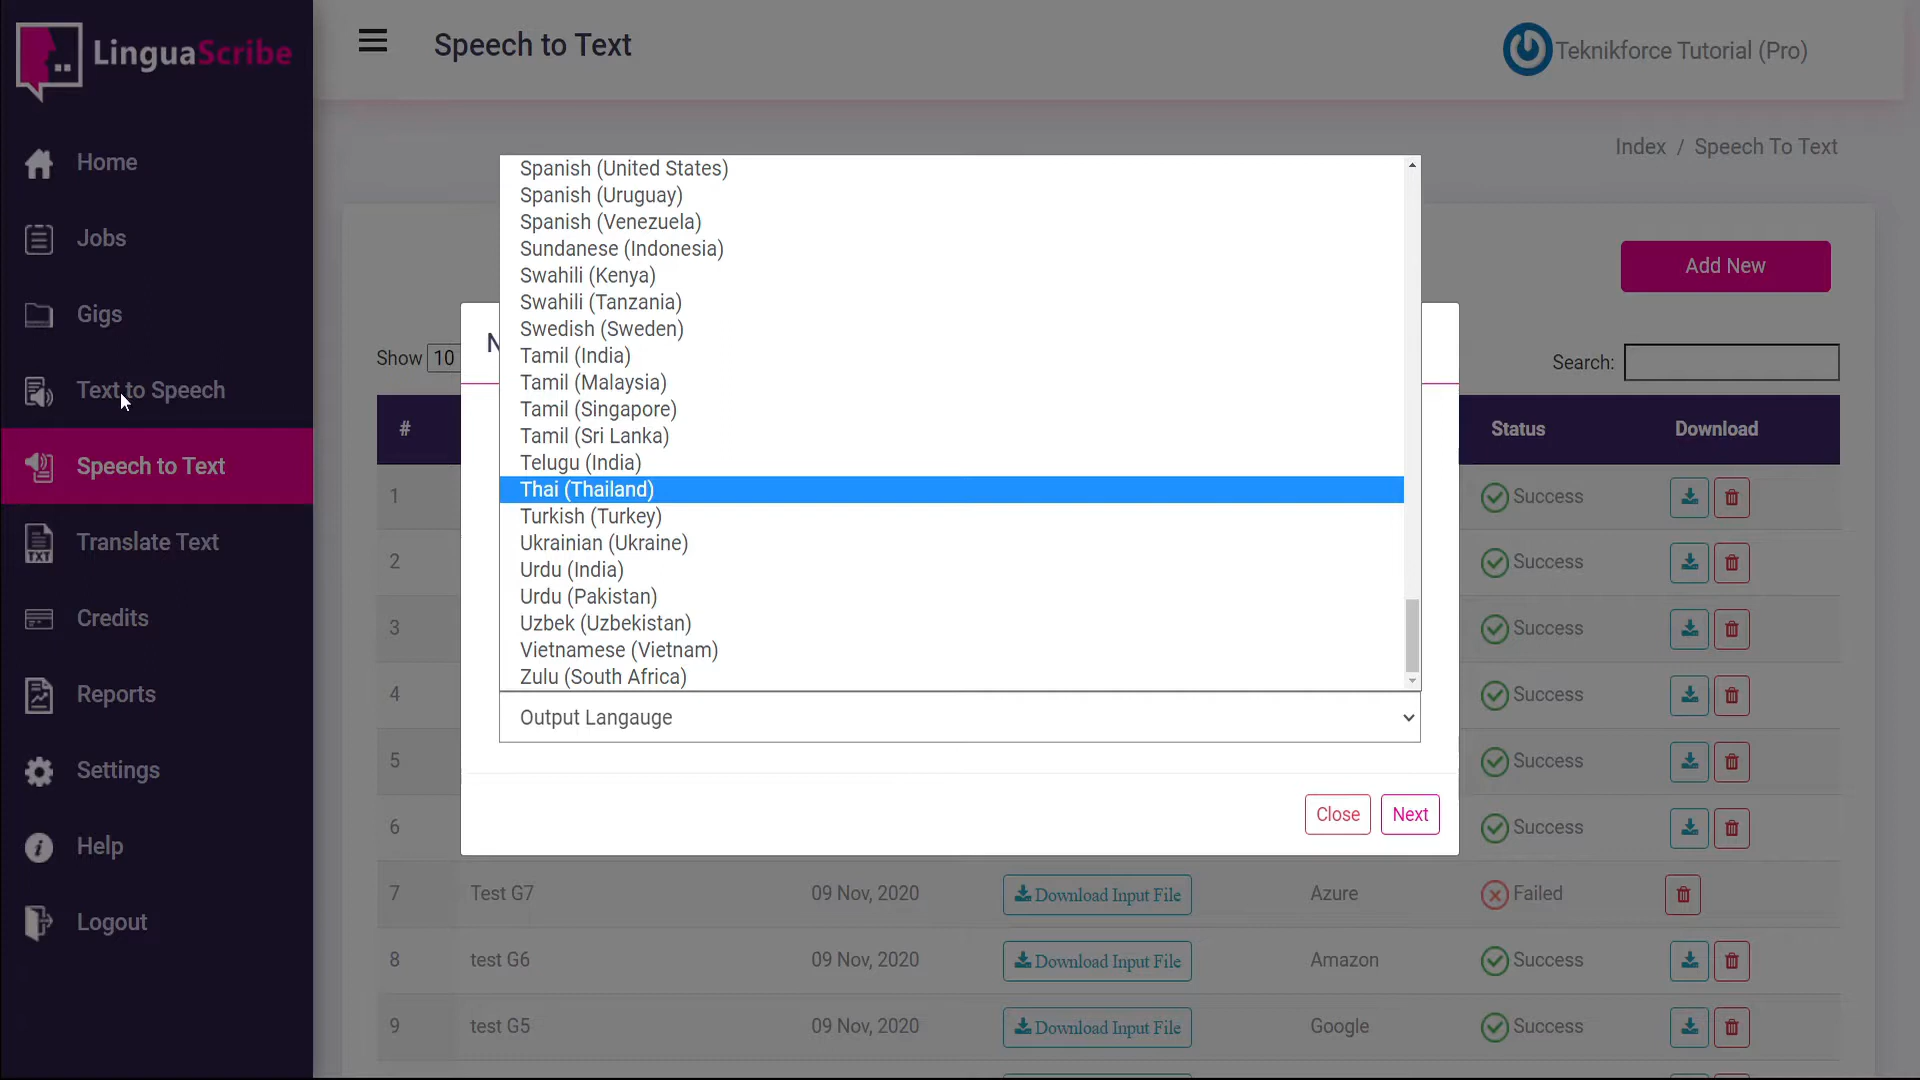 LinguaScribe
Speech to Text
Teknikforce Tutorial (Pro)
Home
Jobs
Gigs
Text to Speech
Speech to Text
TXT
Translate Text
Credits
Reports
Settings
Help
Logout
Index / Speech To Text
Add New
Show 10
Search:
N
Spanish (United States)
Spanish (Uruguay)
Spanish (Venezuela)
Sundanese (Indonesia)
Swahili (Kenya)
Swahili (Tanzania)
Swedish (Sweden)
Tamil (India)
Tamil (Malaysia)
Tamil (Singapore)
Tamil (Sri Lanka)
Telugu (India)
Thai (Thailand)
Turkish (Turkey)
Ukrainian (Ukraine)
Urdu (India)
Urdu (Pakistan)
Uzbek (Uzbekistan)
Vietnamese (Vietnam)
Zulu (South Africa)
Output Langauge
Close Next
# Status Download
1 Success
2 Success
3 Success
4 Success
5 Success
6 Success
7 Test G7 09 Nov, 2020 Download Input File Azure Failed
8 test G6 09 Nov, 2020 Download Input File Amazon Success
9 test G5 09 Nov, 2020 Download Input File Google Success